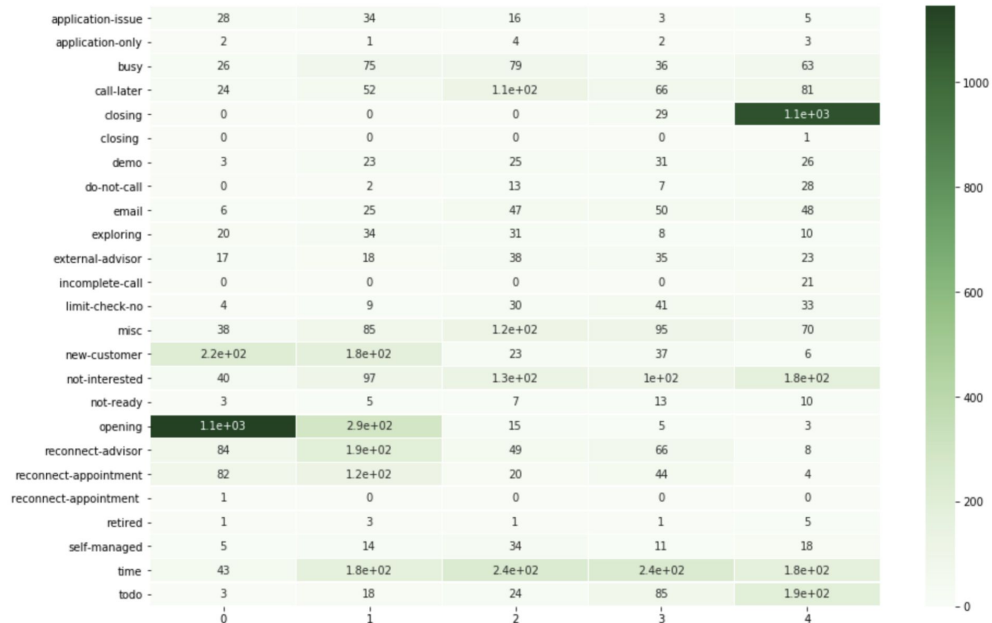 application-issue 28 34 16 3 5
application-only 2 1 4 2 3
busy 26 75 79 36 63
call-later 24 52 1.1e+02 66 81
closing 0 0 0 29 1.1e+03
closing 0 0 0 0 1
demo 3 23 25 31 26
do-not-call 0 2 13 7 28
email 6 25 47 50 48
exploring 20 34 31 8 10
external-advisor 17 18 38 35 23
incomplete-call 0 0 0 0 21
limit-check-no 4 9 30 41 33
misc 38 85 1.2e+02 95 70
new-customer 2.2e+02 1.8e+02 23 37 6
not-interested 40 97 1.3e+02 1e+02 1.8e+02
not-ready 3 5 7 13 10
opening 1.1e+03 2.9e+02 15 5 3
reconnect-advisor 84 1.9e+02 49 66 8
reconnect-appointment 82 1.2e+02 20 44 4
reconnect-appointment 1 0 0 0 0
retired 1 3 1 1 5
self-managed 5 14 34 11 18
time 43 1.8e+02 2.4e+02 2.4e+02 1.8e+02
todo 3 18 24 85 1.9e+02
0 1 2 3 4
1000
800
600
400
200
0